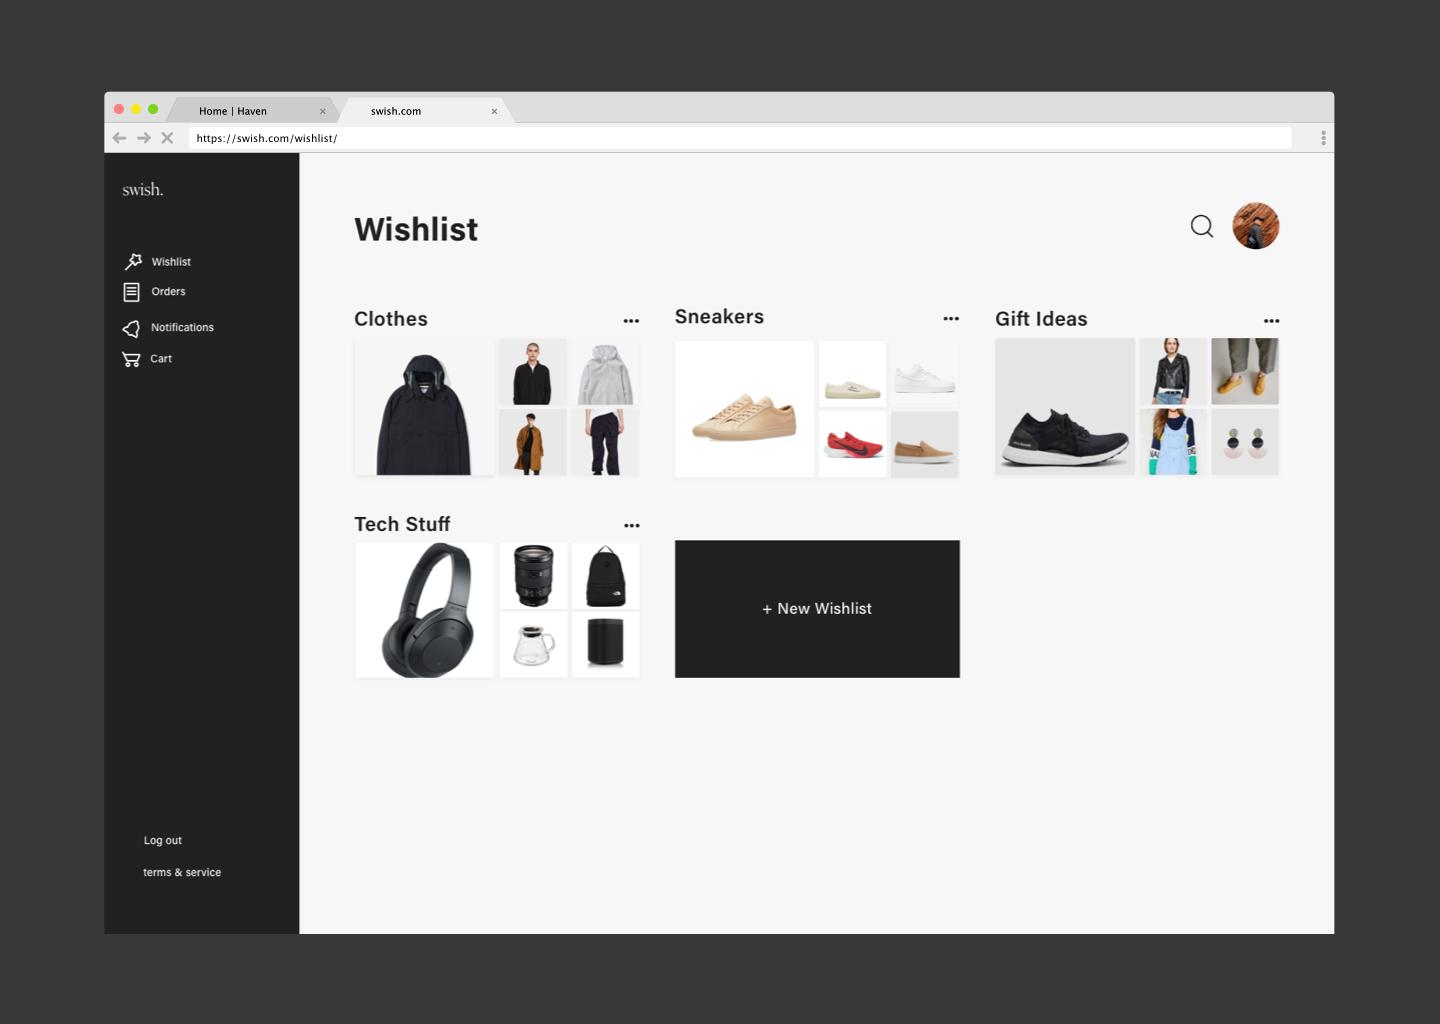 Home | Haven
swish.com
https://swish.com/wishlist/
swish.
Wishlist
Orders
Notifications
Cart
Log out
terms & service
Wishlist
Clothes
Sneakers
Gift Ideas
Tech Stuff
+ New Wishlist